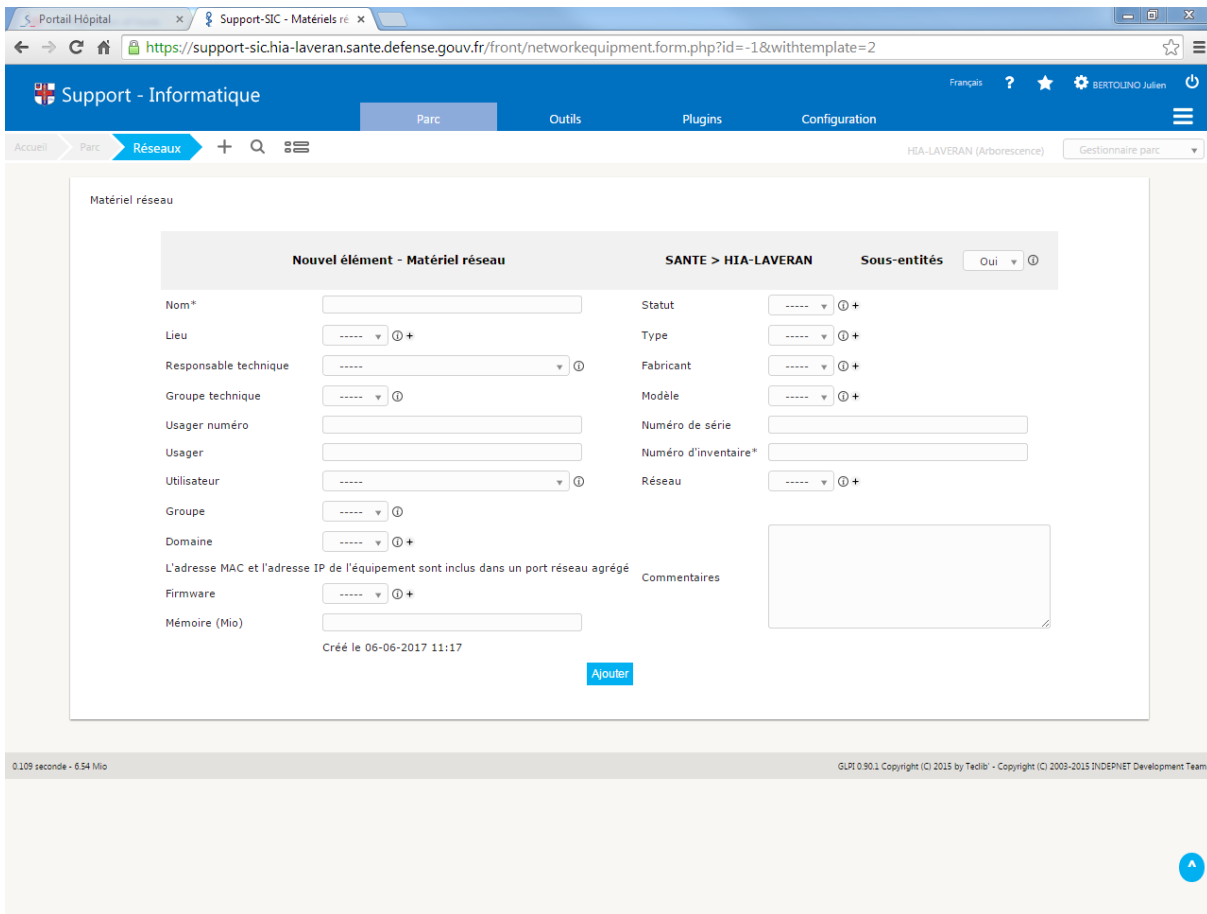 Portail Hôpital
Support-SIC - Matériels ré
https://support-sic.hia-laveran.sante.defense.gouv.fr/front/networkequipment.form.php?id=-1&withtemplate=2
Français ? BERTOLINO Julien
Support - Informatique
Parc Outils Plugins Configuration
Accueil Parc Réseaux HIA-LAVERAN (Arborescence) Gestionnaire parc
Matériel réseau
Nouvel élément - Matériel réseau SANTE > HIA-LAVERAN Sous-entités Oui
Nom* Statut -----
Lieu ----- Type -----
Responsable technique ----- Fabricant -----
Groupe technique ----- Modèle -----
Usager numéro Numéro de série
Usager Numéro d'inventaire*
Utilisateur ----- Réseau -----
Groupe -----
Domaine -----
L'adresse MAC et l'adresse IP de l'équipement sont inclus dans un port réseau agrégé
Commentaires
Firmware -----
Mémoire (Mio)
Créé le 06-06-2017 11:17
Ajouter
0.109 seconde - 6.54 Mio GLPI 0.90.1 Copyright (C) 2015 by Teclib' - Copyright (C) 2003-2015 INDEPNET Development Team